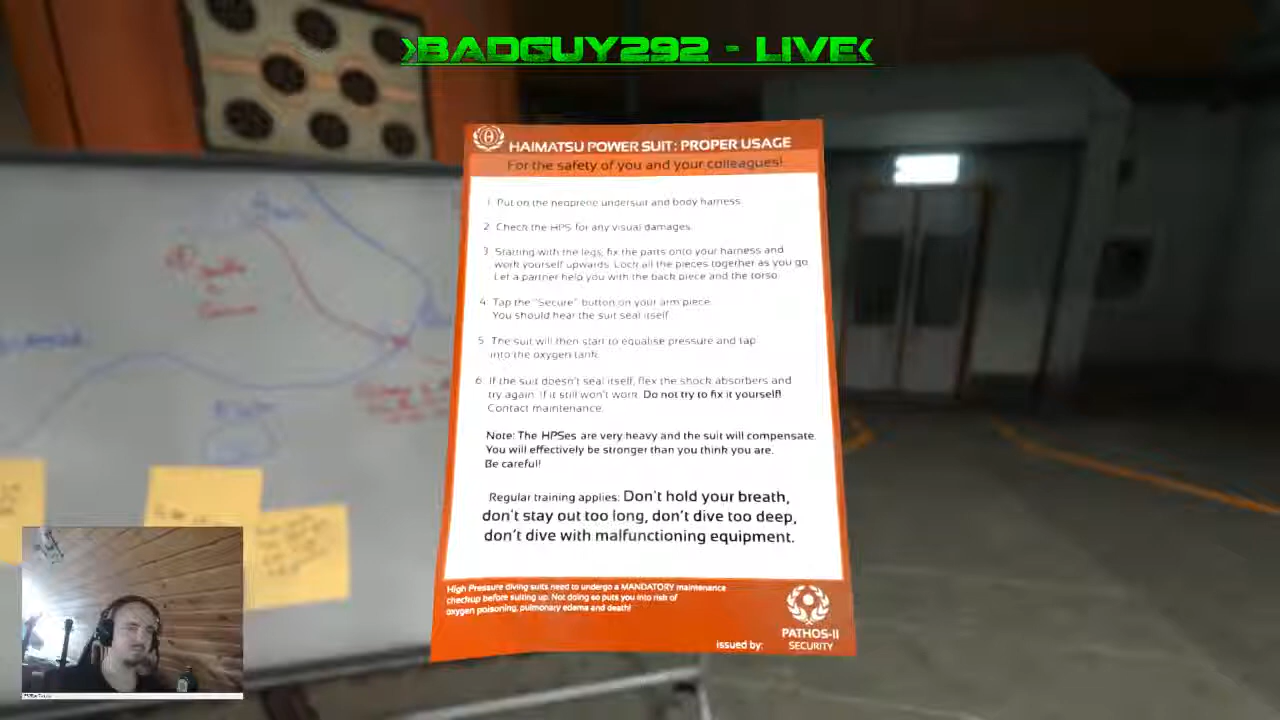 >BADGUY292 - LIVE<
HAIMATSU POWER SUIT: PROPER USAGE
For the safety of you and your colleagues!
1. Put on the neoprene undersuit and body harness.
2. Check the HPS for any visual damages.
3. Starting with the legs, fix the parts onto your harness and
work yourself upwards. Lock all the pieces together as you go.
Let a partner help you with the back piece and the torso.
4. Tap the "Secure" button on your arm piece.
You should hear the suit seal itself.
5. The suit will then start to equalise pressure and tap
into the oxygen tank.
6. If the suit doesn't seal itself, flex the shock absorbers and
try again. If it still won't work. Do not try to fix it yourself!
Contact maintenance.
Note: The HPSes are very heavy and the suit will compensate.
You will effectively be stronger than you think you are.
Be careful!
Regular training applies: Don't hold your breath,
don't stay out too long, don't dive too deep,
don't dive with malfunctioning equipment.
High Pressure diving suits need to undergo a MANDATORY maintenance
checkup before suiting up. Not doing so puts you into risk of
oxygen poisoning, pulmonary edema and death!
issued by:
PATHOS-II
SECURITY